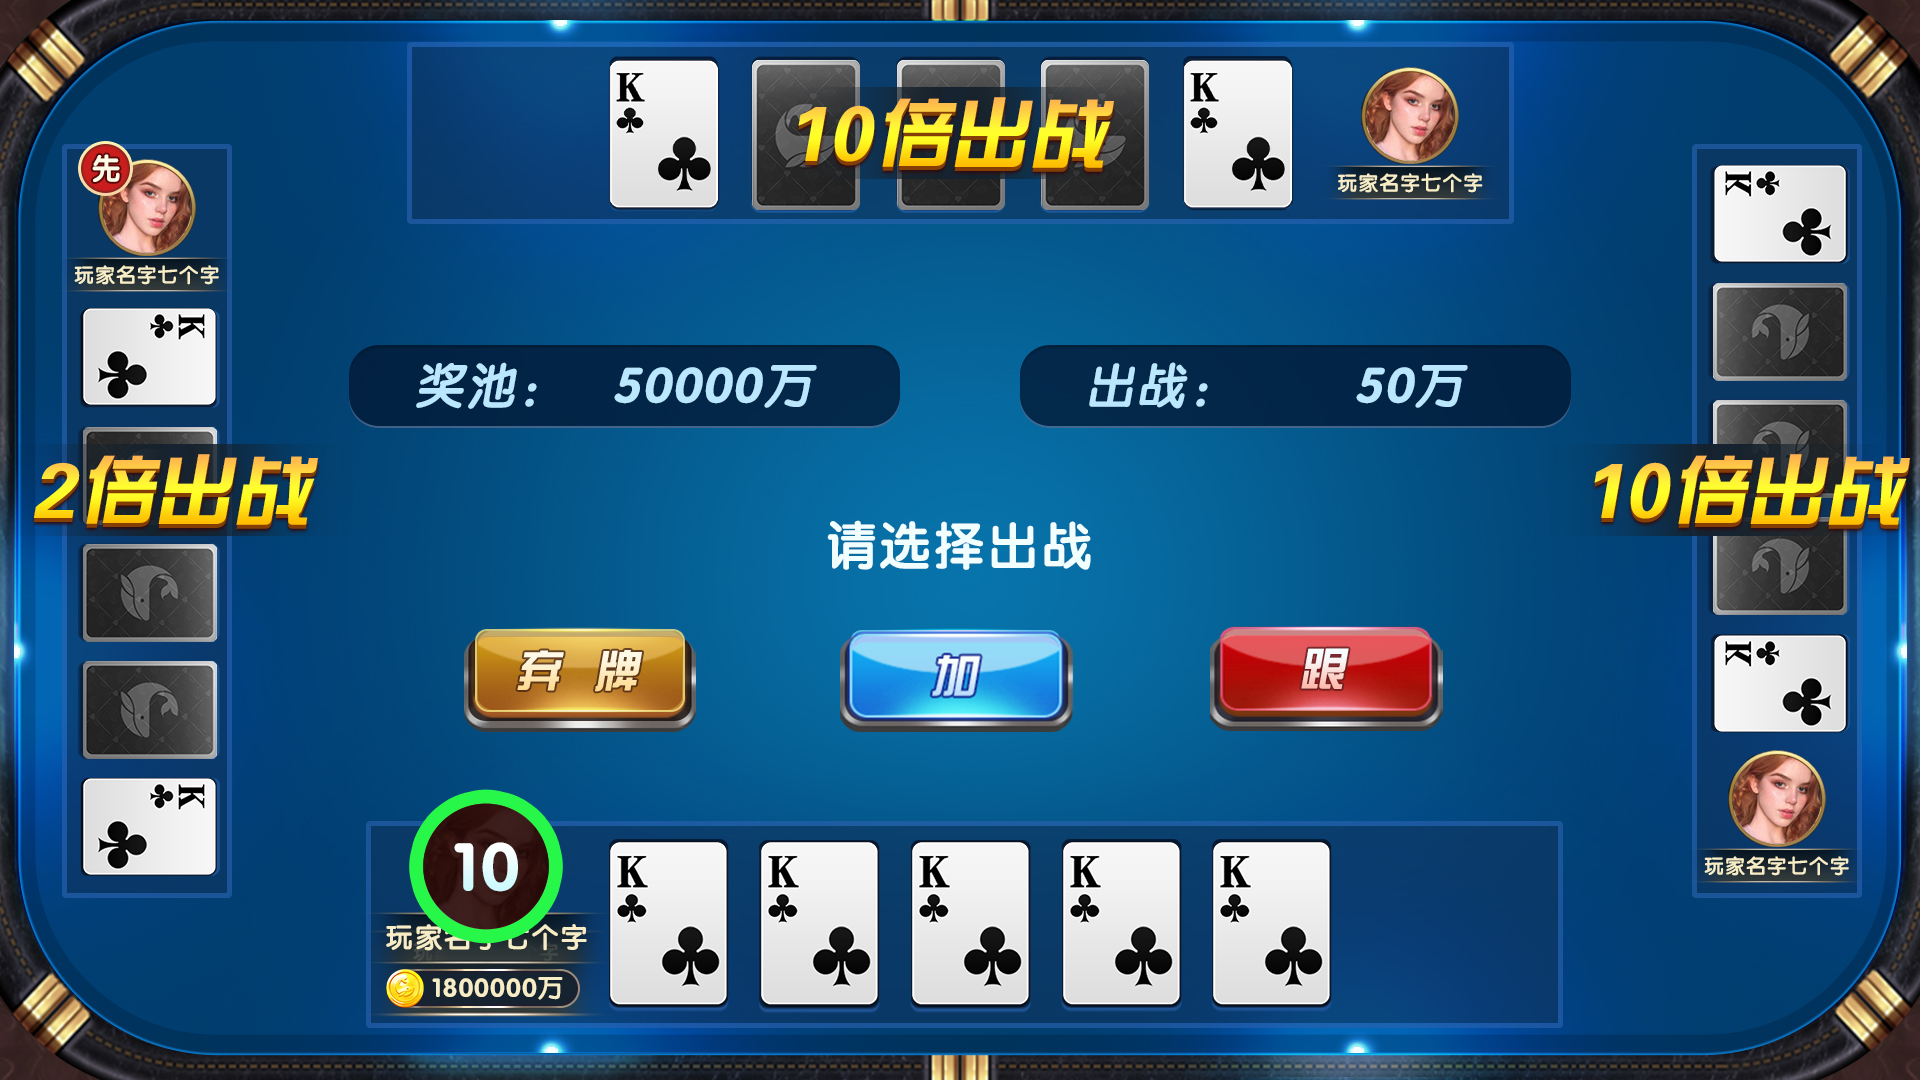 K
K
10倍出战
玩家名字七个字
先
玩家名字七个字
K
K
2倍出战
K
K
10倍出战
玩家名字七个字
奖池: 50000万
出战: 50万
请选择出战
弃 牌
加
跟
10
玩家名字七个字
1800000万
K
K
K
K
K